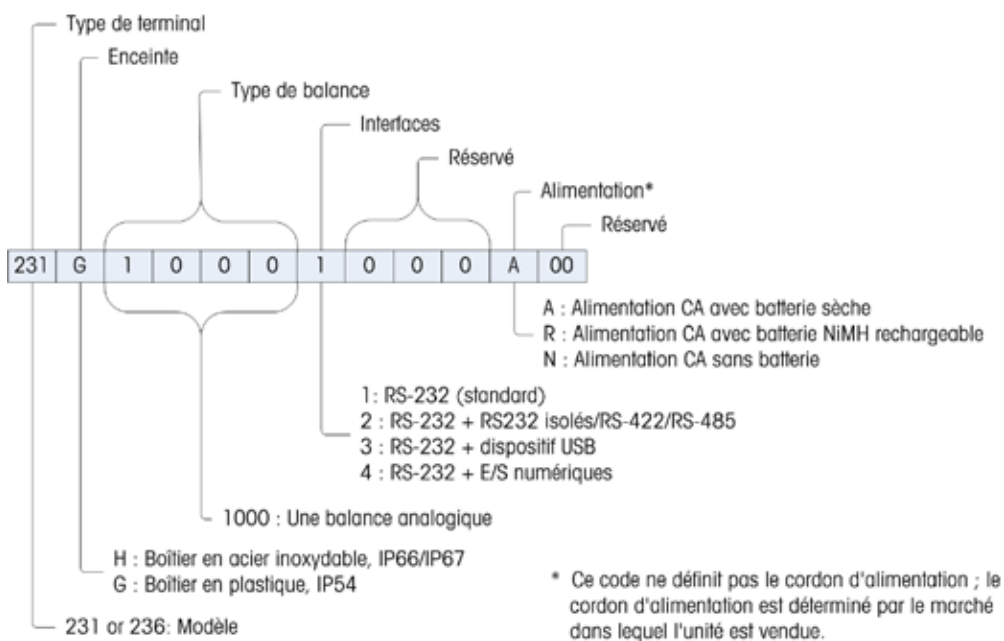 Type de terminal
Enceinte
Type de balance
Interfaces
Réservé
Alimentation*
Réservé
231 G 1 0 0 0 1 0 0 0 A 00
A : Alimentation CA avec batterie sèche
R : Alimentation CA avec batterie NiMH rechargeable
N : Alimentation CA sans batterie
1: RS-232 (standard)
2 : RS-232 + RS232 isolés/RS-422/RS-485
3 : RS-232 + dispositif USB
4 : RS-232 + E/S numériques
1000 : Une balance analogique
H : Boîtier en acier inoxydable, IP66/IP67
G : Boîtier en plastique, IP54
231 or 236: Modèle
* Ce code ne définit pas le cordon d'alimentation ; le
cordon d'alimentation est déterminé par le marché
dans lequel l'unité est vendue.